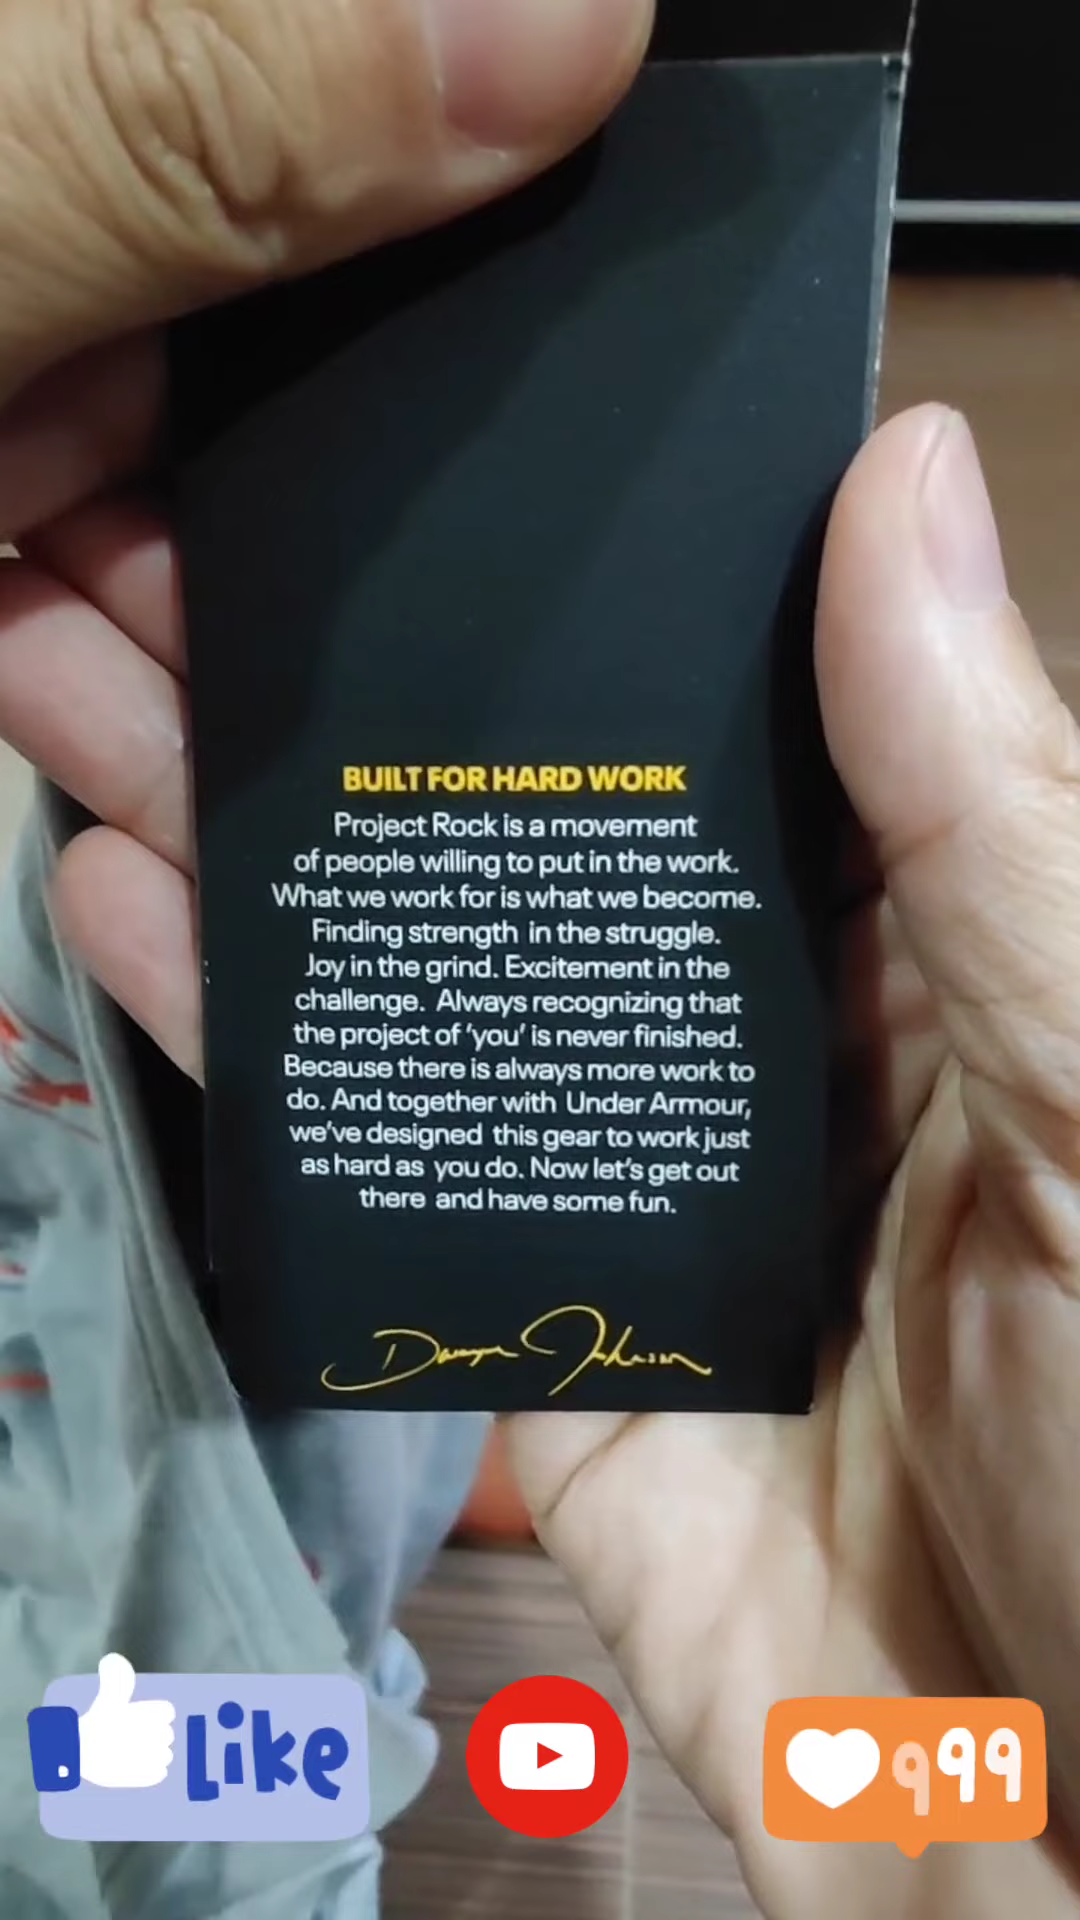 BUILT FOR HARD WORK
Project Rock is a movement
of people willing to put in the work.
What we work for is what we become.
Finding strength in the struggle.
Joy in the grind. Excitement in the
challenge. Always recognizing that
the project of ‘you’ is never finished.
Because there is always more work to
do. And together with Under Armour,
we’ve designed this gear to work just
as hard as you do. Now let’s get out
there and have some fun.
Dwayne Johnson
Like
999